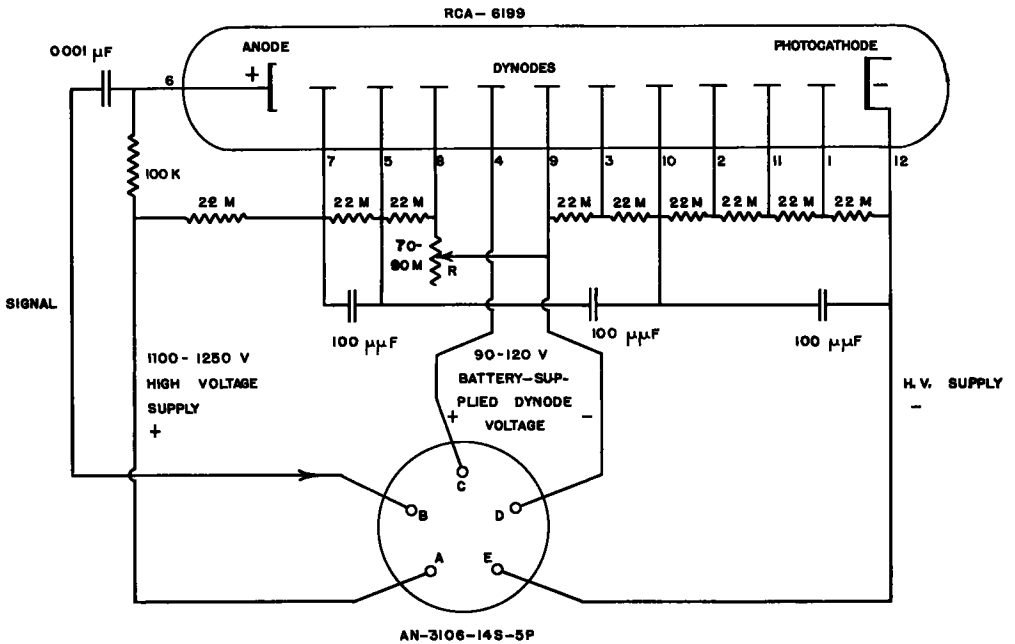 RCA- 6199
0001 μF
ANODE
+
DYNODES
PHOTOCATHODE
-
6
7
5
8
4
9
3
10
2
11
1
12
100K
22 M
22 M
22 M
22 M
22 M
22 M
22 M
22 M
22 M
70-
90M
R
SIGNAL
100 μμF
100 μμF
100 μμF
1100 - 1250 V
HIGH VOLTAGE
SUPPLY
+
90-120 V
BATTERY-SUP-
PLIED DYNODE
VOLTAGE
+
-
H.V. SUPPLY
-
C
B
D
A
E
AN-3106-14S-5P